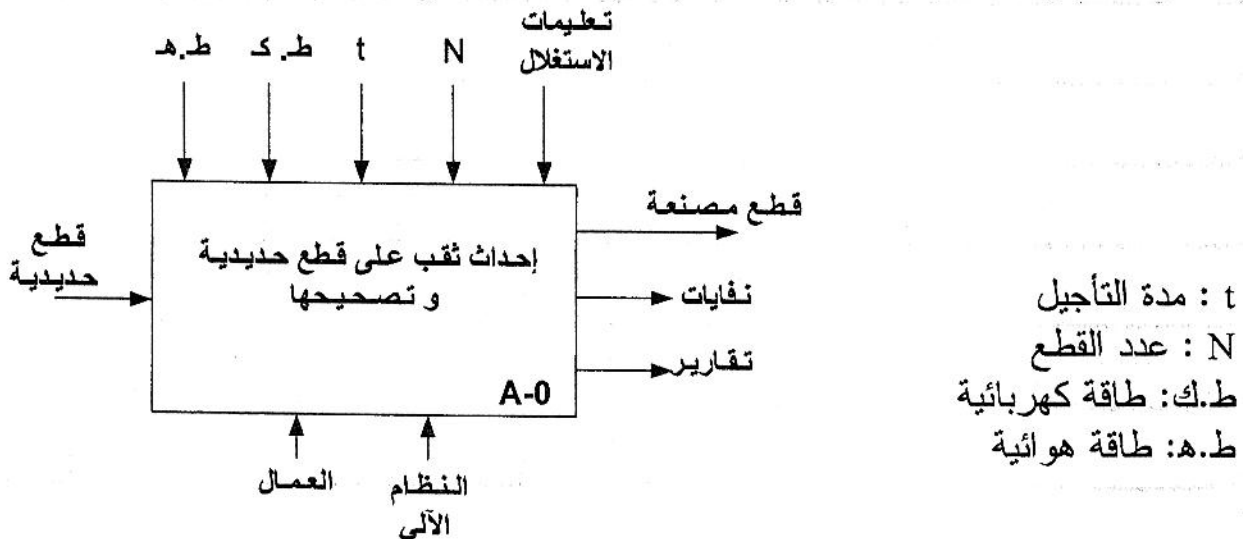 تعليمات
الاستغلال
N
t
ط. ك
ط.هـ
قطع
حديدية
إحداث ثقب على قطع حديدية
و تصحيحها
A-0
قطع مصنعة
نفايات
تقارير
العمال
النظام
الآلي
t : مدة التأجيل
N : عدد القطع
ط.ك: طاقة كهربائية
ط.ه: طاقة هوائية